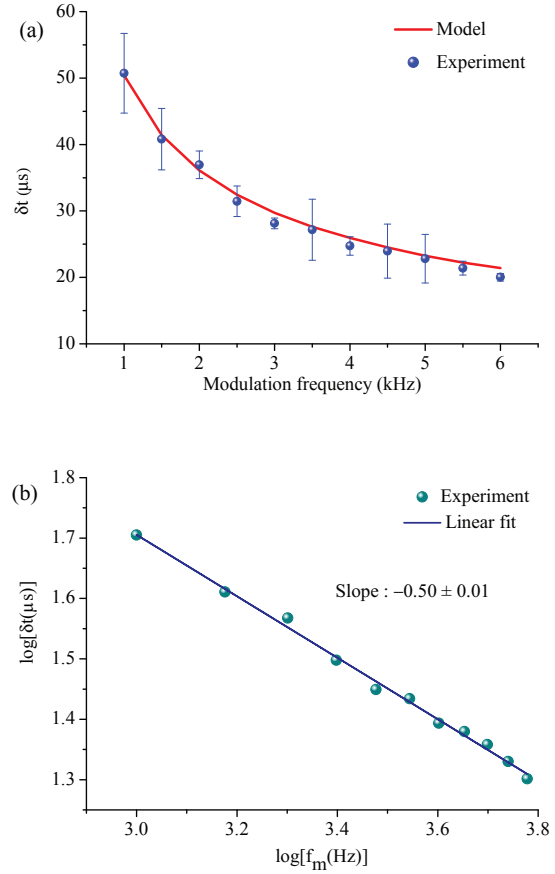 (a)
Model
Experiment
δt (μs)
60
50
40
30
20
10
1 2 3 4 5 6
Modulation frequency (kHz)
(b)
Experiment
Linear fit
Slope : −0.50 ± 0.01
log[δt(μs)]
1.8
1.7
1.6
1.5
1.4
1.3
3.0 3.2 3.4 3.6 3.8
log[f_m(Hz)]